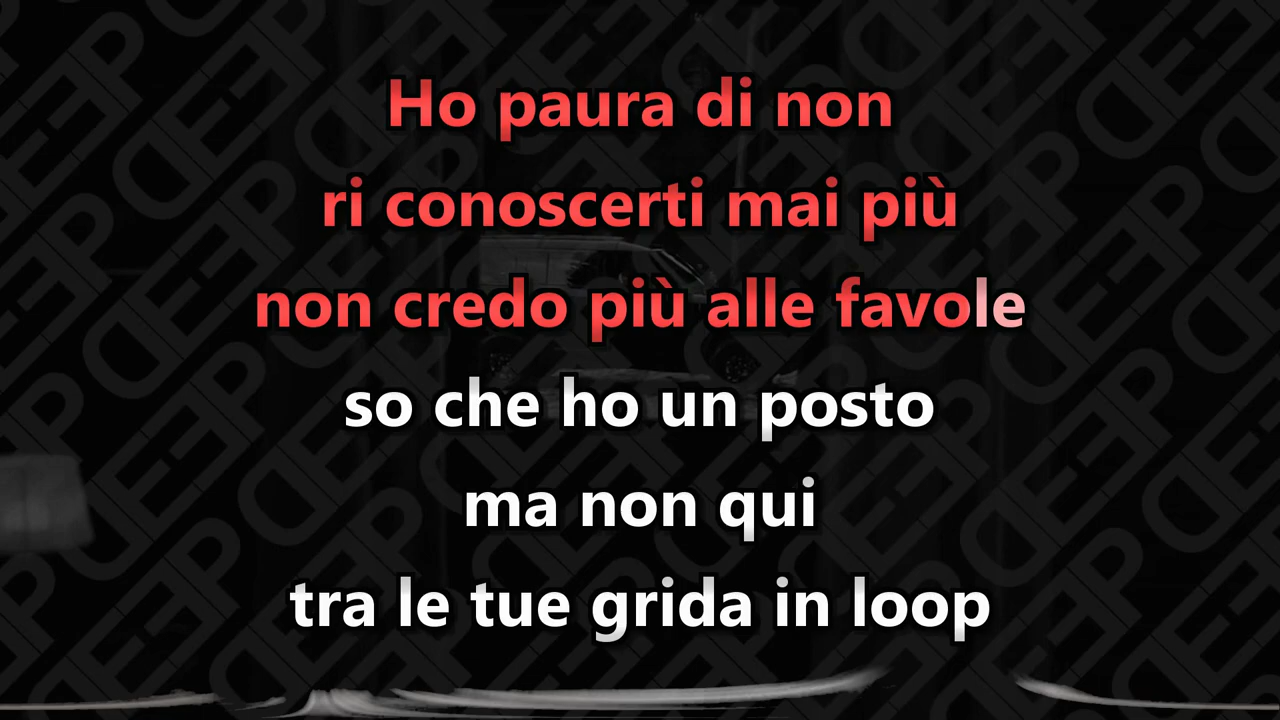 Ho paura di non
ri conoscerti mai più
non credo più alle favole
so che ho un posto
ma non qui
tra le tue grida in loop